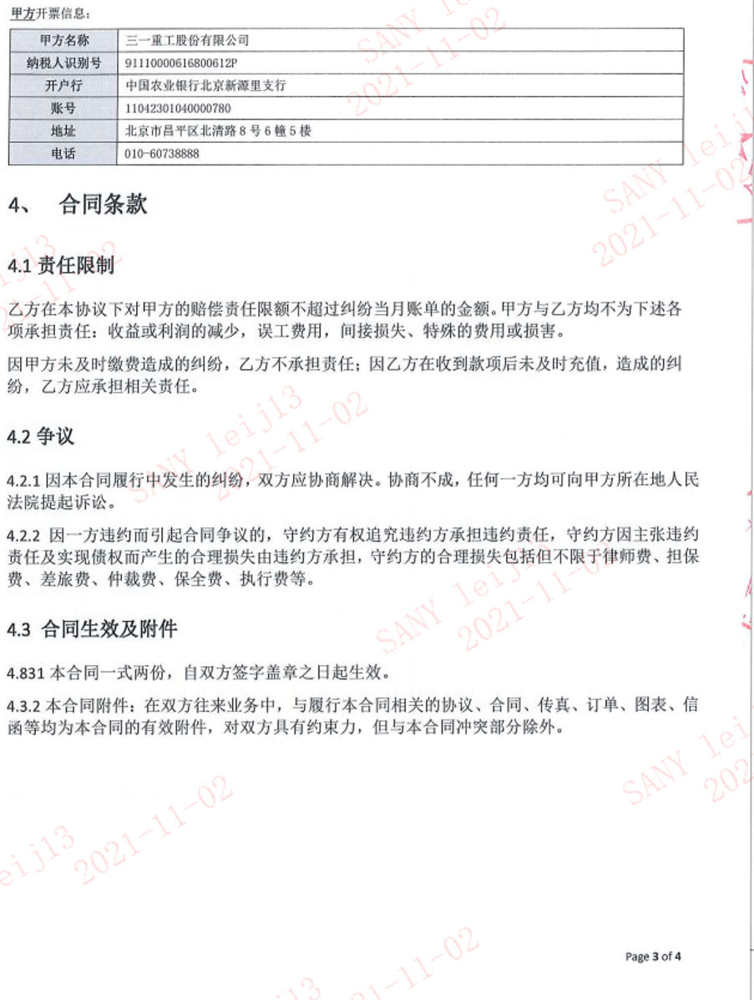 甲方开票信息：
甲方名称 三一重工股份有限公司
纳税人识别号 91110000616800612P
开户行 中国农业银行北京新源里支行
账号 11042301040000780
地址 北京市昌平区北清路 8 号 6 幢 5 楼
电话 010-60738888
4、 合同条款
4.1 责任限制
乙方在本协议下对甲方的赔偿责任限额不超过纠纷当月账单的金额。甲方与乙方均不为下述各
项承担责任：收益或利润的减少，误工费用，间接损失、特殊的费用或损害。
因甲方未及时缴费造成的纠纷，乙方不承担责任；因乙方在收到款项后未及时充值，造成的纠
纷，乙方应承担相关责任。
4.2 争议
4.2.1 因本合同履行中发生的纠纷，双方应协商解决。协商不成，任何一方均可向甲方所在地人民
法院提起诉讼。
4.2.2 因一方违约而引起合同争议的，守约方有权追究违约方承担违约责任，守约方因主张违约
责任及实现债权而产生的合理损失由违约方承担，守约方的合理损失包括但不限于律师费、担保
费、差旅费、仲裁费、保全费、执行费等。
4.3 合同生效及附件
4.831 本合同一式两份，自双方签字盖章之日起生效。
4.3.2 本合同附件：在双方往来业务中，与履行本合同相关的协议、合同、传真、订单、图表、信
函等均为本合同的有效附件，对双方具有约束力，但与本合同冲突部分除外。
Page 3 of 4
SANY leij13
2021-11-02